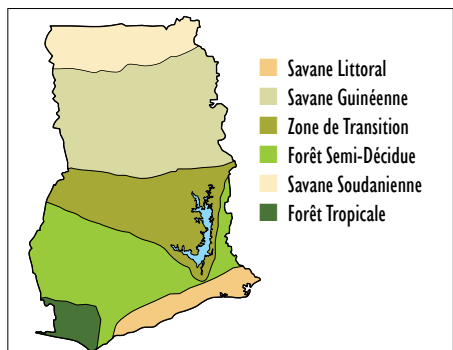 Savane Littoral
Savane Guinéenne
Zone de Transition
Forêt Semi-Décidue
Savane Soudanienne
Forêt Tropicale